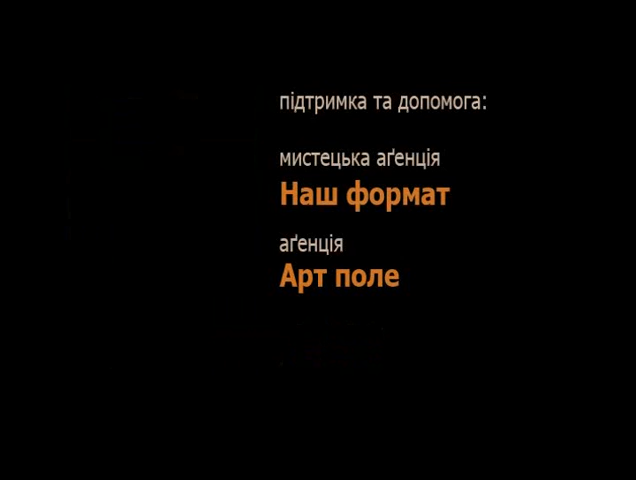 підтримка та допомога:
мистецька аґенція
Наш формат
аґенція
Арт поле